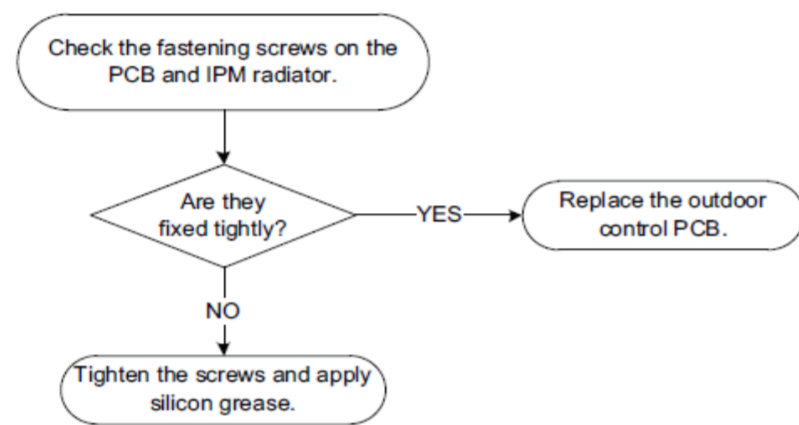 Check the fastening screws on the
PCB and IPM radiator.
Are they
fixed tightly?
YES
Replace the outdoor
control PCB.
NO
Tighten the screws and apply
silicon grease.